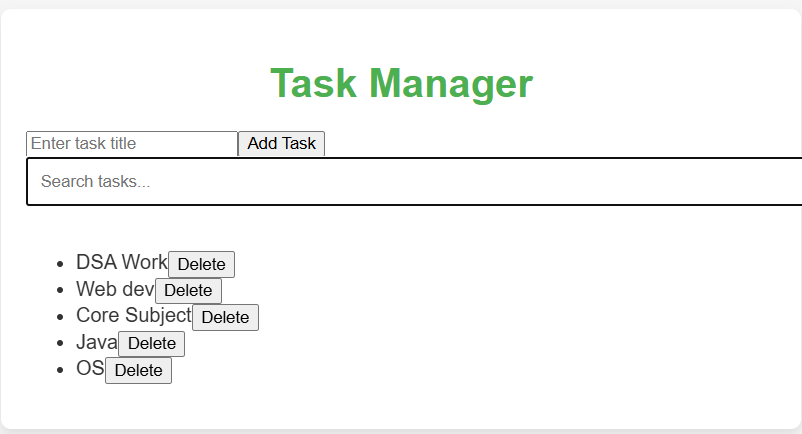 Task Manager
Enter task title Add Task
Search tasks...
DSA Work Delete
Web dev Delete
Core Subject Delete
Java Delete
OS Delete